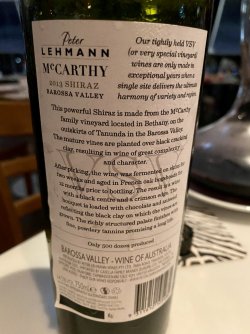 Peter
LEHMANN
MCCARTHY
2013 SHIRAZ
BAROSSA VALLEY
Our tightly held VSV
(or very special vineyard)
wines are only made in
exceptional years when a
single site delivers the ultimate
harmony of variety and region.
This powerful Shiraz is made from the McCarthy
family vineyard located in Bethany, on the
outskirts of Tanunda in the Barossa Valley.
The mature vines are planted over black cracking
clay, resulting in wine of great complexity
and character.
After picking, the wine was fermented on skins for
two weeks and aged in French oak hogsheads for
12 months prior to bottling. The result is a wine
with a black centre and a crimson edge. The
bouquet is loaded with chocolate and aniseed
reflecting the black clay on which the vines are
grown. The richly structured palate finishes with
fine, powdery tannins promising a long life.
Only 500 dozen produced
BAROSSA VALLEY - WINE OF AUSTRALIA
750ml